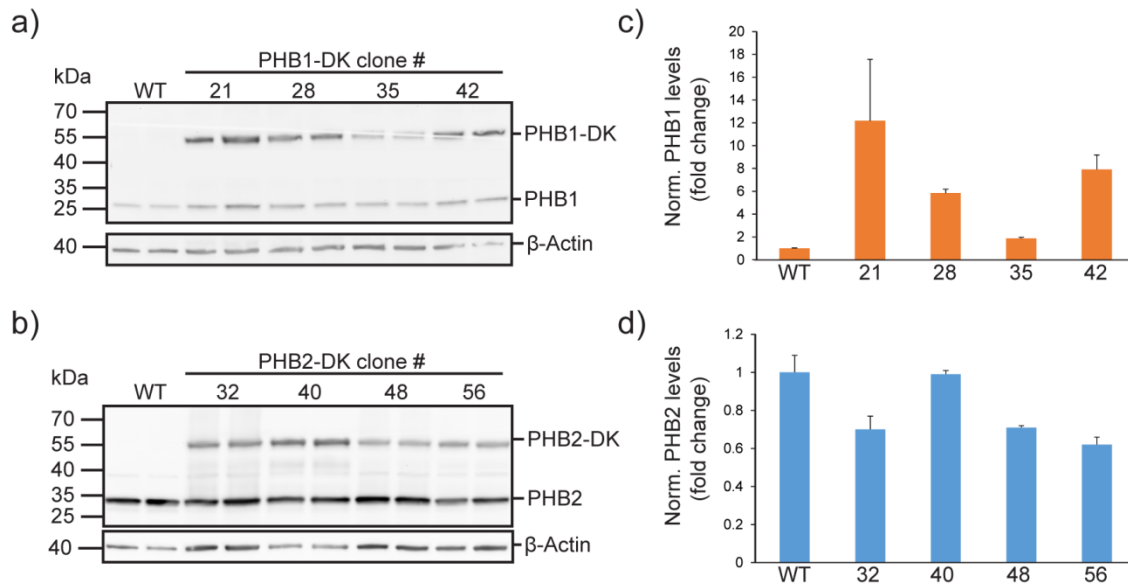 a)
PHB1-DK clone #
kDa
WT 21 28 35 42
70
55
40
35
25
PHB1-DK
PHB1
40
β-Actin
b)
PHB2-DK clone #
kDa
WT 32 40 48 56
70
55
40
35
25
PHB2-DK
PHB2
40
β-Actin
c)
Norm. PHB1 levels
(fold change)
20
18
16
14
12
10
8
6
4
2
0
WT 21 28 35 42
d)
Norm. PHB2 levels
(fold change)
1.2
1
0.8
0.6
0.4
0.2
0
WT 32 40 48 56